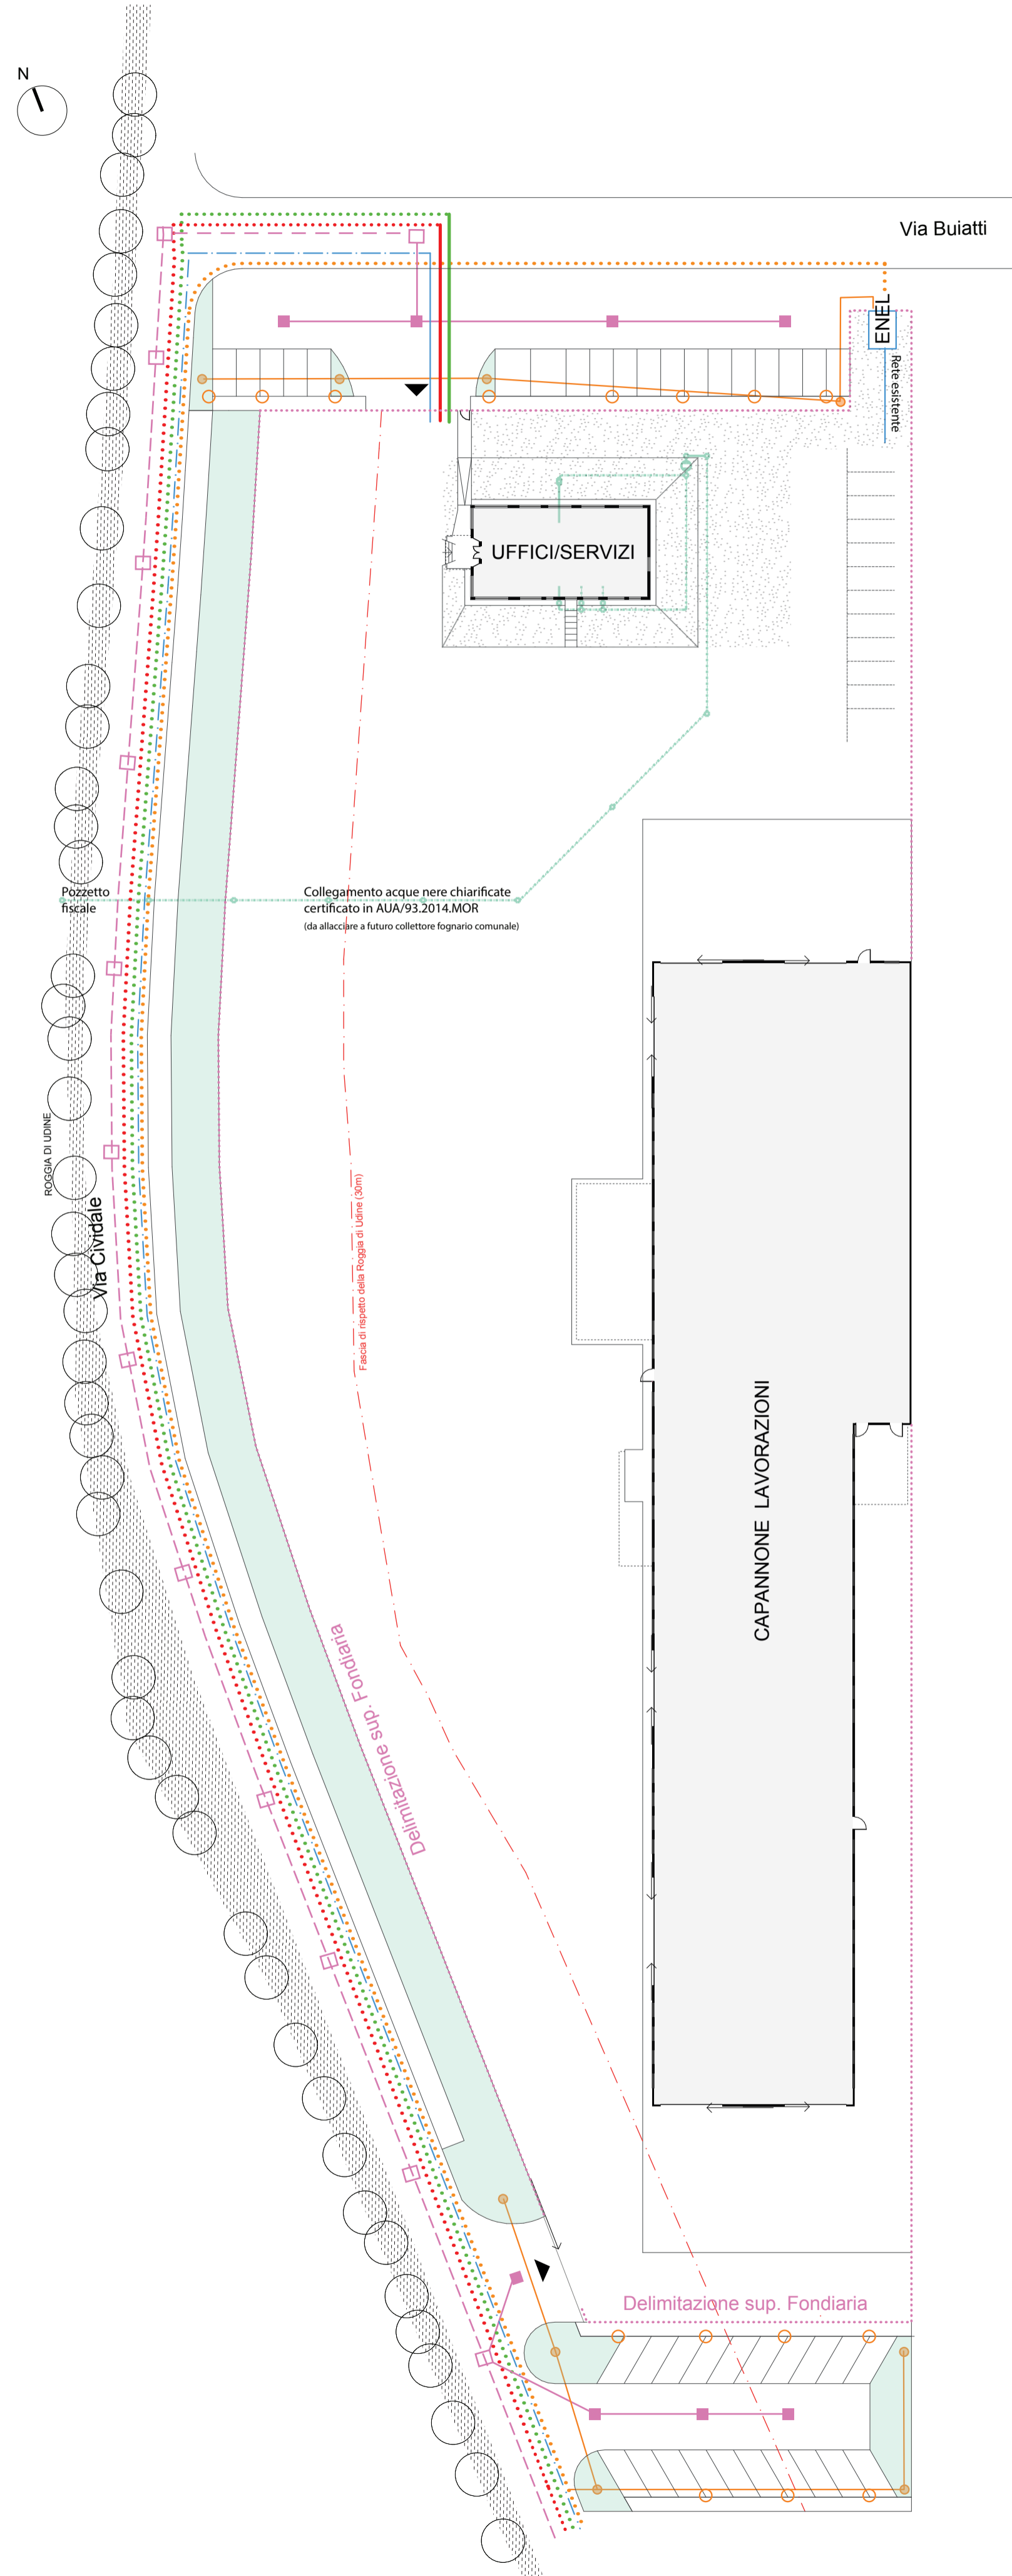 N
Via Buiatti
ENEL
Rete esistente
UFFICI/SERVIZI
Pozzetto
fiscale
Collegamento acque nere chiarificate
certificato in AUA/93.2014.MOR
(da allacciare a futuro collettore fognario comunale)
ROGGIA DI UDINE
Via Cividale
Fascia di rispetto della Roggia di Udine (30m)
CAPANNONE LAVORAZIONI
Delimitazione sup. Fondiaria
Delimitazione sup. Fondiaria